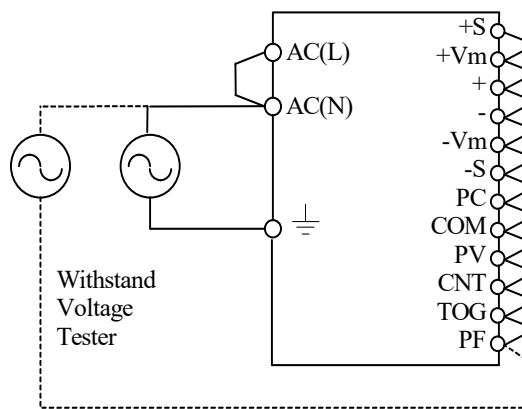 AC(L)
AC(N)
Withstand
Voltage
Tester
+S
+Vm
+
-
-Vm
-S
PC
COM
PV
CNT
TOG
PF